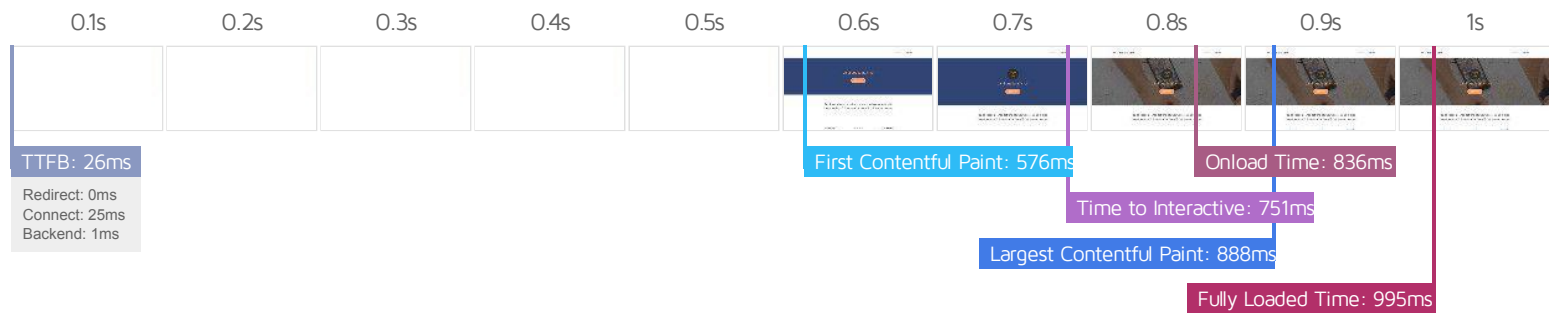 0.1s 0.2s 0.3s 0.4s 0.5s 0.6s 0.7s 0.8s 0.9s 1s
TTFB: 26ms
First Contentful Paint: 576ms
Onload Time: 836ms
Redirect: 0ms
Connect: 25ms
Backend: 1ms
Time to Interactive: 751ms
Largest Contentful Paint: 888ms
Fully Loaded Time: 995ms